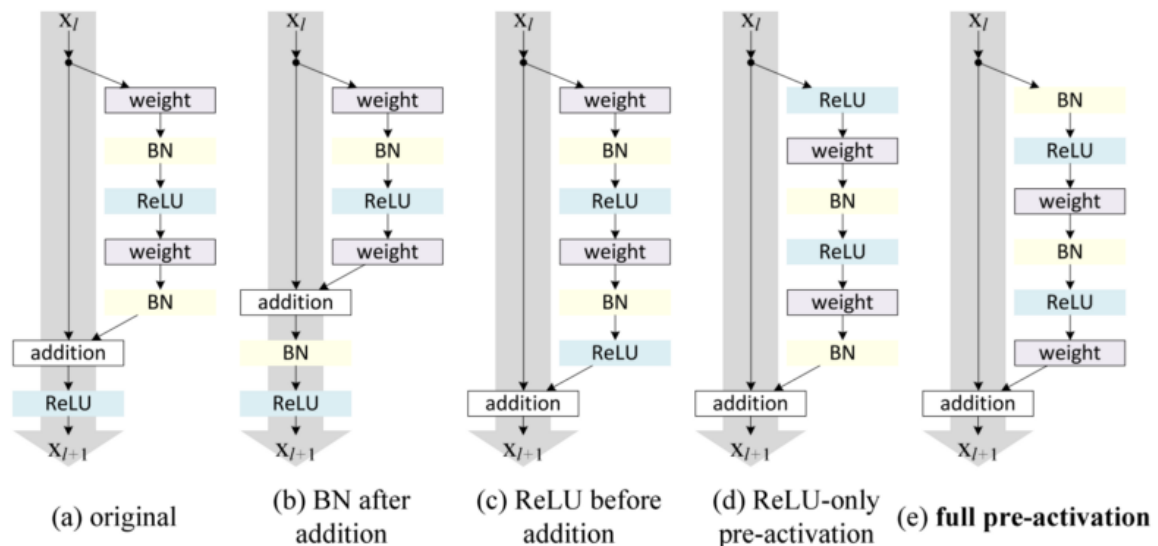 x_l
weight
BN
ReLU
weight
BN
addition
ReLU
x_{l+1}
(a) original
x_l
weight
BN
ReLU
weight
addition
BN
ReLU
x_{l+1}
(b) BN after
addition
x_l
weight
BN
ReLU
weight
BN
ReLU
addition
x_{l+1}
(c) ReLU before
addition
x_l
ReLU
weight
BN
ReLU
weight
BN
addition
x_{l+1}
(d) ReLU-only
pre-activation
x_l
BN
ReLU
weight
BN
ReLU
weight
addition
x_{l+1}
(e) full pre-activation